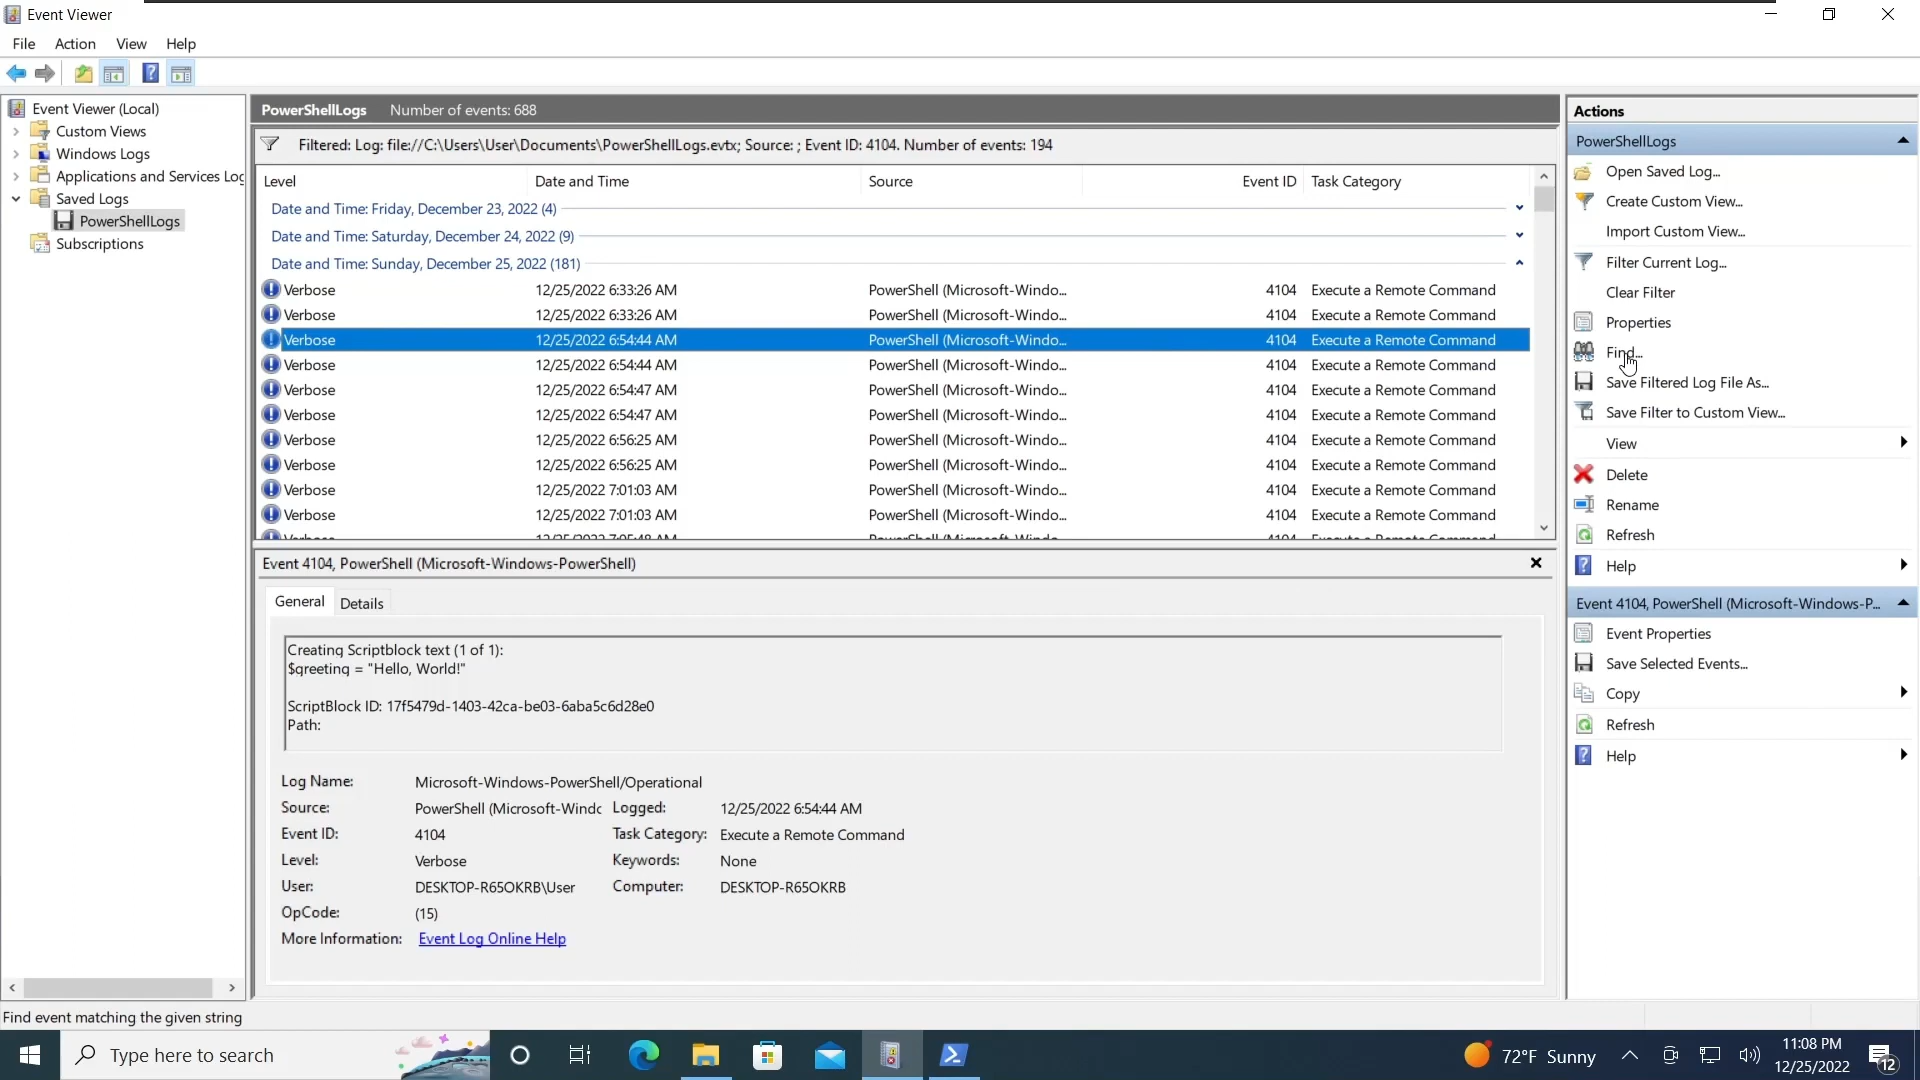 Event Viewer
File Action View Help
Event Viewer (Local)
Custom Views
Windows Logs
Applications and Services Log
Saved Logs
PowerShellLogs
Subscriptions
PowerShellLogs Number of events: 688
Filtered: Log: file://C:\Users\User\Documents\PowerShellLogs.evtx; Source: ; Event ID: 4104. Number of events: 194
Level Date and Time Source Event ID Task Category
Date and Time: Friday, December 23, 2022 (4)
Date and Time: Saturday, December 24, 2022 (9)
Date and Time: Sunday, December 25, 2022 (181)
Verbose 12/25/2022 6:33:26 AM PowerShell (Microsoft-Windo... 4104 Execute a Remote Command
Verbose 12/25/2022 6:33:26 AM PowerShell (Microsoft-Windo... 4104 Execute a Remote Command
Verbose 12/25/2022 6:54:44 AM PowerShell (Microsoft-Windo... 4104 Execute a Remote Command
Verbose 12/25/2022 6:54:44 AM PowerShell (Microsoft-Windo... 4104 Execute a Remote Command
Verbose 12/25/2022 6:54:47 AM PowerShell (Microsoft-Windo... 4104 Execute a Remote Command
Verbose 12/25/2022 6:54:47 AM PowerShell (Microsoft-Windo... 4104 Execute a Remote Command
Verbose 12/25/2022 6:56:25 AM PowerShell (Microsoft-Windo... 4104 Execute a Remote Command
Verbose 12/25/2022 6:56:25 AM PowerShell (Microsoft-Windo... 4104 Execute a Remote Command
Verbose 12/25/2022 7:01:03 AM PowerShell (Microsoft-Windo... 4104 Execute a Remote Command
Verbose 12/25/2022 7:01:03 AM PowerShell (Microsoft-Windo... 4104 Execute a Remote Command
Verbose 12/25/2022 7:05:48 AM PowerShell (Microsoft-Windo... 4104 Execute a Remote Command
Event 4104, PowerShell (Microsoft-Windows-PowerShell)
General Details
Creating Scriptblock text (1 of 1):
$greeting = "Hello, World!"
ScriptBlock ID: 17f5479d-1403-42ca-be03-6aba5c6d28e0
Path:
Log Name: Microsoft-Windows-PowerShell/Operational
Source: PowerShell (Microsoft-Windo Logged: 12/25/2022 6:54:44 AM
Event ID: 4104 Task Category: Execute a Remote Command
Level: Verbose Keywords: None
User: DESKTOP-R65OKRB\User Computer: DESKTOP-R65OKRB
OpCode: (15)
More Information: Event Log Online Help
Actions
PowerShellLogs
Open Saved Log...
Create Custom View...
Import Custom View...
Filter Current Log...
Clear Filter
Properties
Find...
Save Filtered Log File As...
Save Filter to Custom View...
View
Delete
Rename
Refresh
Help
Event 4104, PowerShell (Microsoft-Windows-P...
Event Properties
Save Selected Events...
Copy
Refresh
Help
Find event matching the given string
Type here to search
72°F Sunny
11:08 PM
12/25/2022
12